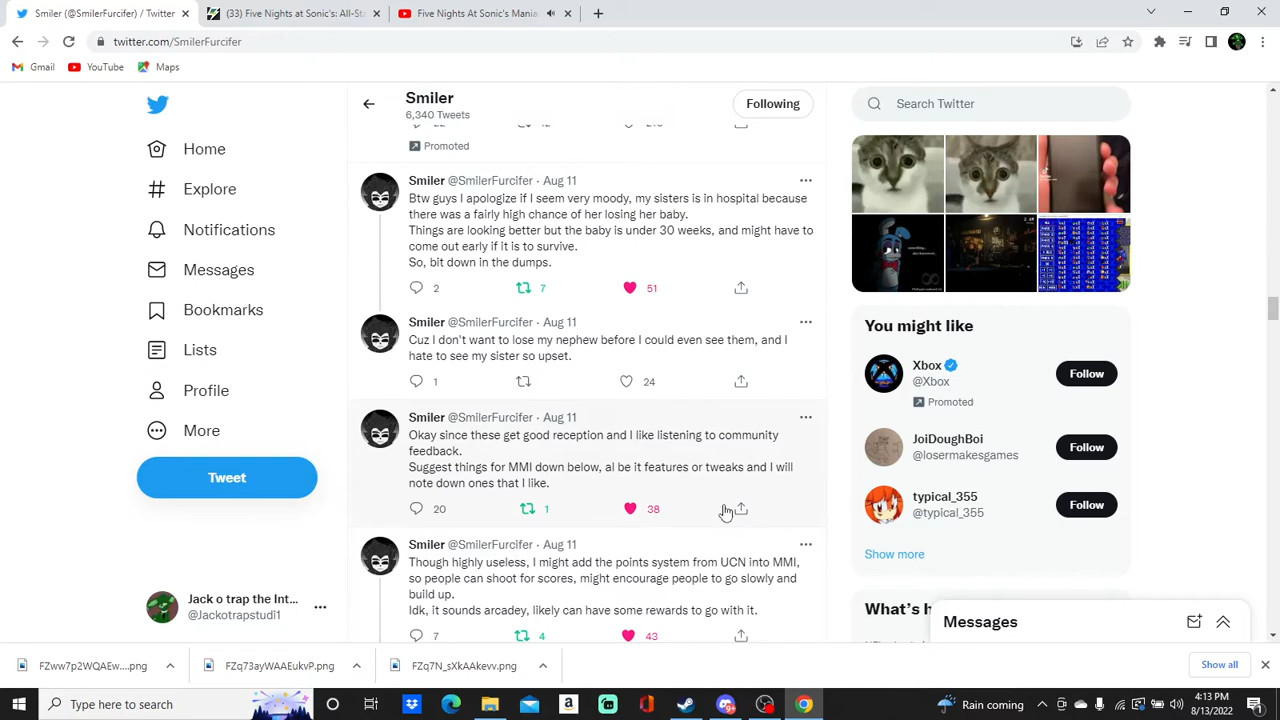 Smiler (@SmilerFurcifer) / Twitter
(33) Five Nights at Sonic's: All-Sta
Five Nights At Sonic's Mania
twitter.com/SmilerFurcifer
Gmail
YouTube
Maps
Smiler
6,340 Tweets
Following
Search Twitter
Home
Explore
Notifications
Messages
Bookmarks
Lists
Profile
More
Tweet
Jack o trap the Int...
@Jackotrapstudi1
Promoted
Smiler @SmilerFurcifer · Aug 11
Btw guys I apologize if I seem very moody, my sisters is in hospital because
there was a fairly high chance of her losing her baby.
Things are looking better but the baby is under 30 weeks, and might have to
come out early if it is to survive.
So, bit down in the dumps.
2 7 51
Smiler @SmilerFurcifer · Aug 11
Cuz I don't want to lose my nephew before I could even see them, and I
hate to see my sister so upset.
1 24
Smiler @SmilerFurcifer · Aug 11
Okay since these get good reception and I like listening to community
feedback.
Suggest things for MMI down below, al be it features or tweaks and I will
note down ones that I like.
20 1 38
Smiler @SmilerFurcifer · Aug 11
Though highly useless, I might add the points system from UCN into MMI,
so people can shoot for scores, might encourage people to go slowly and
build up.
Idk, it sounds arcadey, likely can have some rewards to go with it.
7 4 43
You might like
Xbox
@Xbox
Follow
Promoted
JoiDoughBoi
@losermakesgames
Follow
typical_355
@typical_355
Follow
Show more
What's h
Messages
FZww7p2WQAEw....png
FZq73ayWAAEukvP.png
FZq7N_sXkAAkevv.png
Show all
Type here to search
Rain coming
4:13 PM
8/13/2022